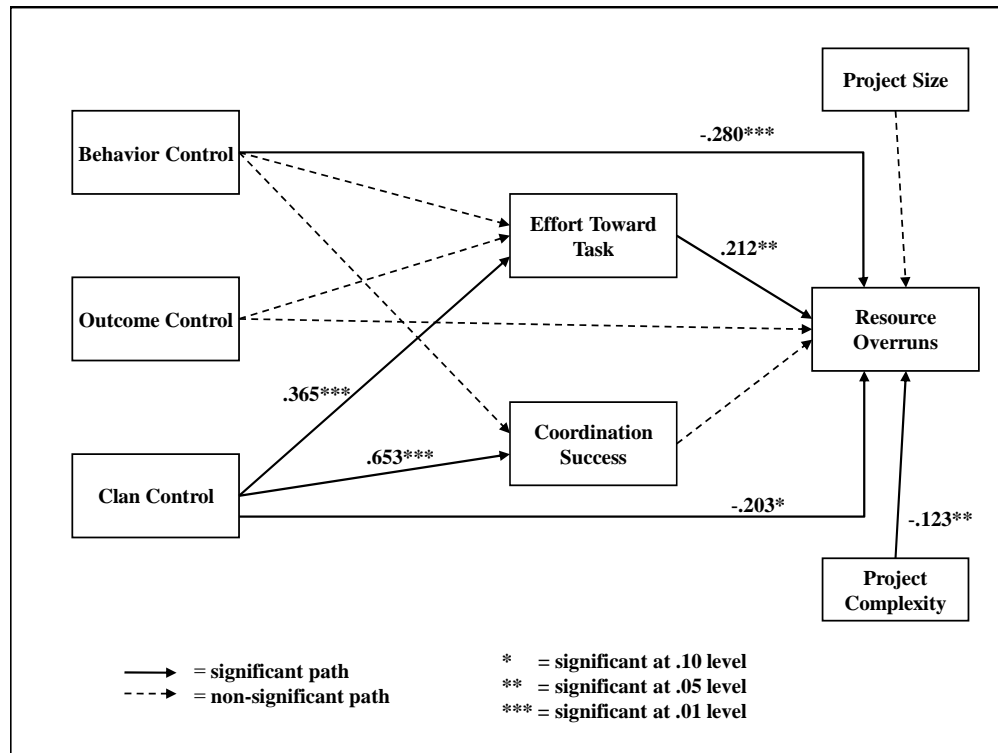 Project Size
-.280***
Behavior Control
Effort Toward
Task
.212**
Outcome Control
Resource
Overruns
.365***
Coordination
Success
.653***
Clan Control
-.203*
-.123**
Project
Complexity
= significant path
= non-significant path
* = significant at .10 level
** = significant at .05 level
*** = significant at .01 level